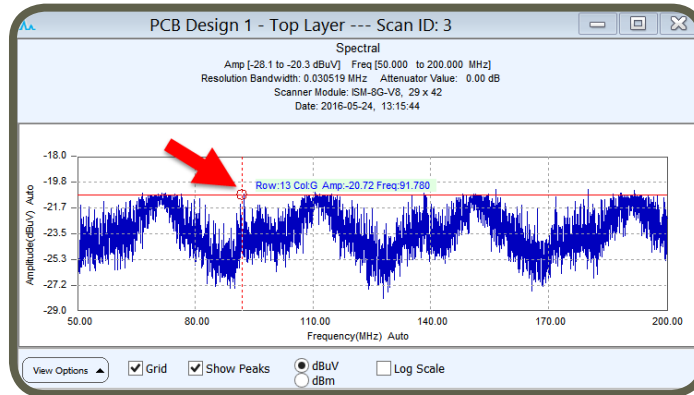 PCB Design 1 - Top Layer --- Scan ID: 3
Spectral
Amp [-28.1 to -20.3 dBuV] Freq [50.000 to 200.000 MHz]
Resolution Bandwidth: 0.030519 MHz Attenuator Value: 0.00 dB
Scanner Module: ISM-8G-V8, 29 x 42
Date: 2016-05-24, 13:15:44
-18.0
-19.8
Row:13 Col:G Amp:-20.72 Freq:91.780
-21.7
-23.5
-25.3
-27.2
-29.0
Amplitude(dBuV) Auto
50.00 80.00 110.00 140.00 170.00 200.00
Frequency(MHz) Auto
View Options Grid Show Peaks dBuV Log Scale
dBm